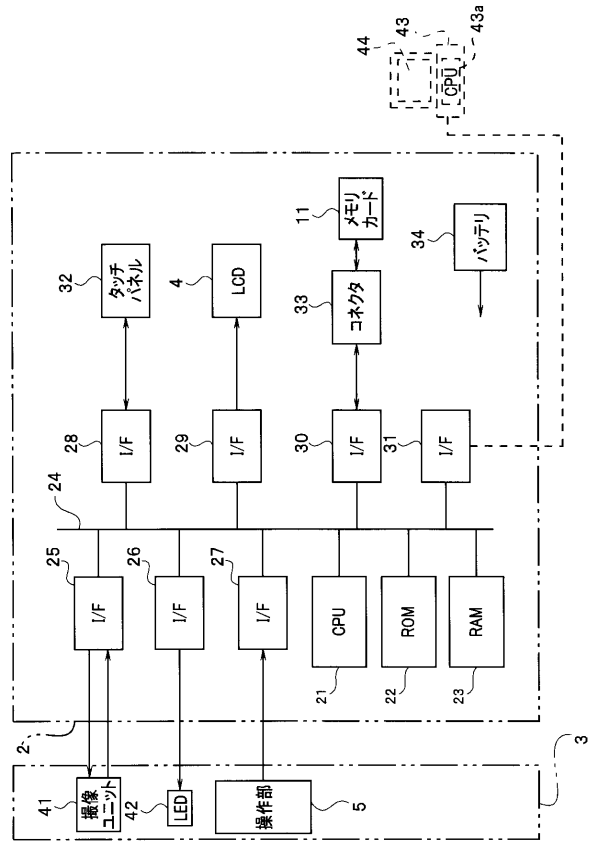 41
撮像
ユニット
42
LED
操作部
5
3
2
25
I/F
26
I/F
27
I/F
CPU
21
ROM
22
RAM
23
24
28
I/F
29
I/F
30
I/F
31
I/F
32
タッチ
パネル
4
LCD
33
コネクタ
11
メモリ
カード
34
バッテリ
44
43
CPU
43a